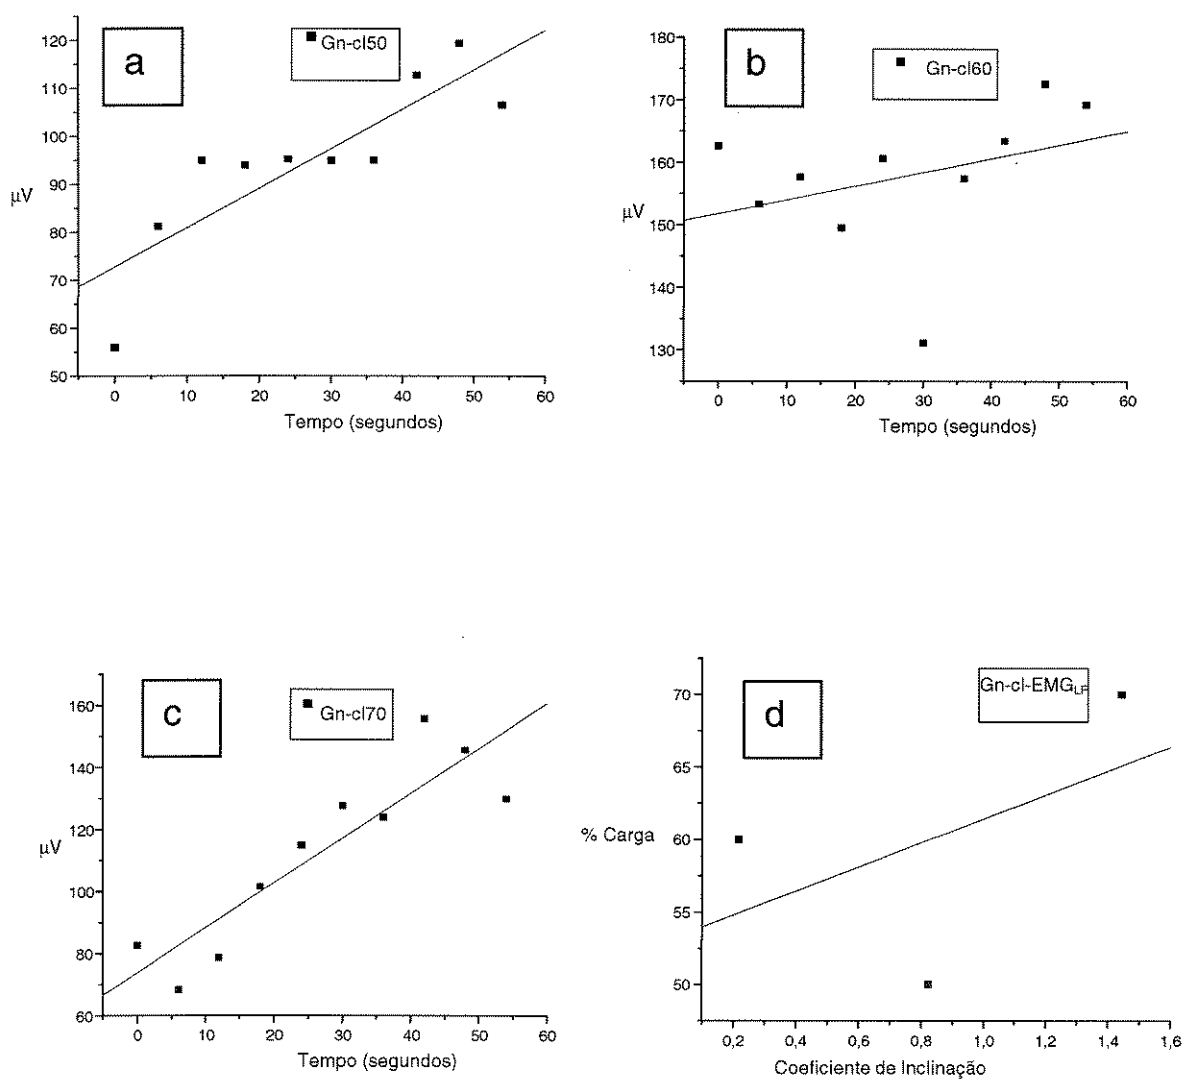 a
Gn-cl50
120
110
100
90
80
70
60
50
µV
0 10 20 30 40 50 60
Tempo (segundos)
b
Gn-cl60
180
170
160
150
140
130
µV
0 10 20 30 40 50 60
Tempo (segundos)
c
Gn-cl70
160
140
120
100
80
60
µV
0 10 20 30 40 50 60
Tempo (segundos)
d
Gn-cl-EMG_LF
70
65
60
55
50
% Carga
0,2 0,4 0,6 0,8 1,0 1,2 1,4 1,6
Coeficiente de Inclinação